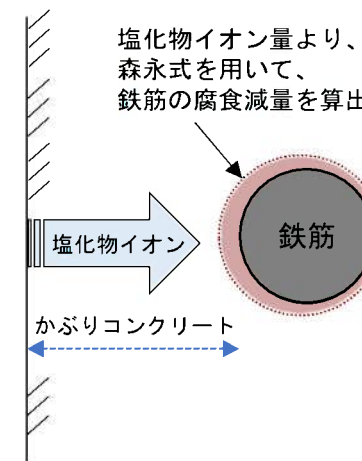 塩化物イオン量より、
森永式を用いて、
鉄筋の腐食減量を算出
鉄筋
塩化物イオン
かぶりコンクリート